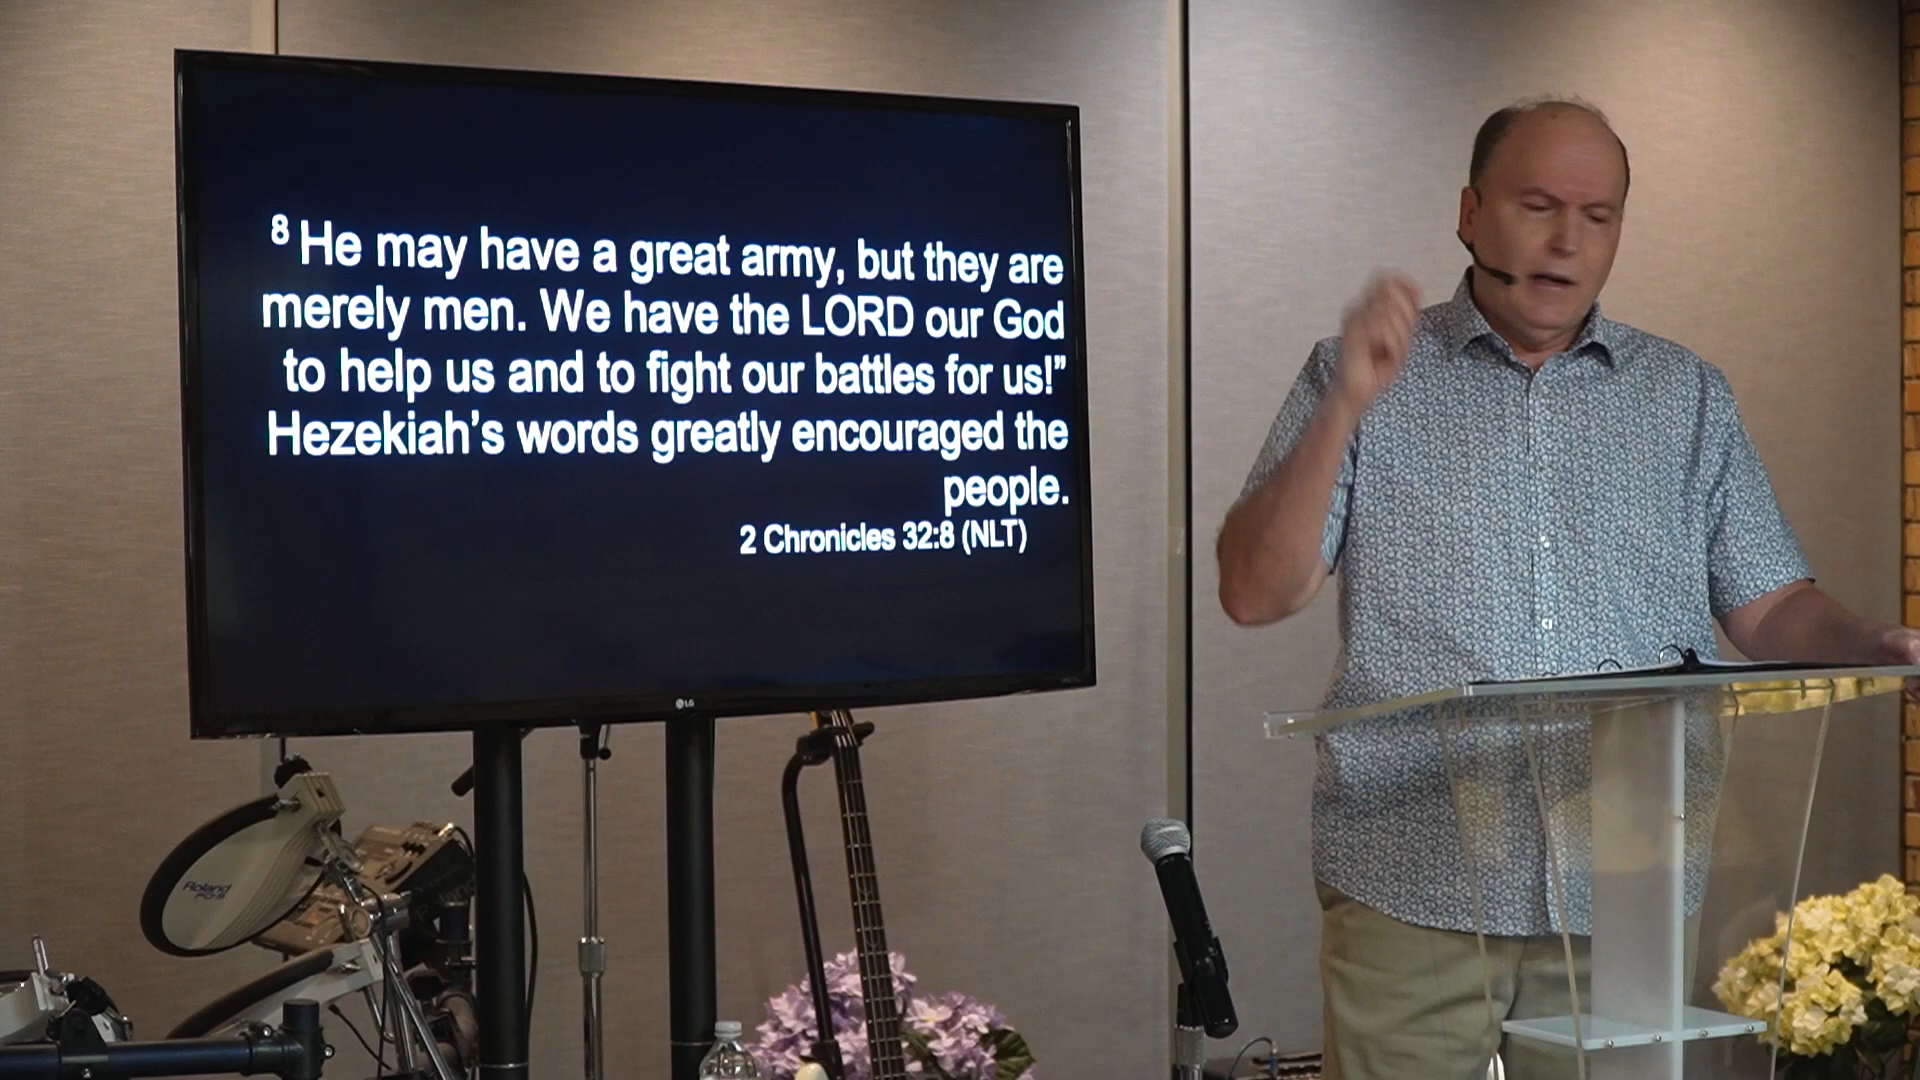 8 He may have a great army, but they are
merely men. We have the LORD our God
to help us and to fight our battles for us!”
Hezekiah’s words greatly encouraged the
people.
2 Chronicles 32:8 (NLT)
LG
Roland